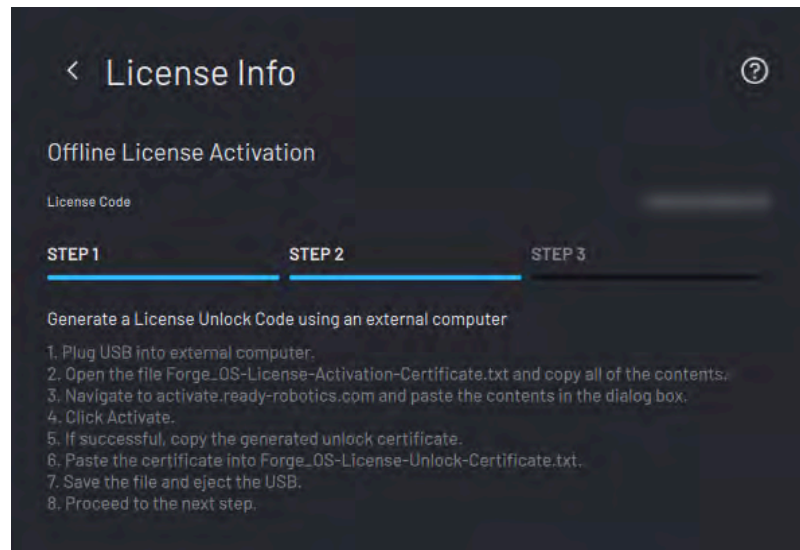 License Info
Offline License Activation
License Code
STEP 1 STEP 2 STEP 3
Generate a License Unlock Code using an external computer
1. Plug USB into external computer.
2. Open the file Forge_OS-License-Activation-Certificate.txt and copy all of the contents.
3. Navigate to activate.ready-robotics.com and paste the contents in the dialog box.
4. Click Activate.
5. If successful, copy the generated unlock certificate.
6. Paste the certificate into Forge_OS-License-Unlock-Certificate.txt.
7. Save the file and eject the USB.
8. Proceed to the next step.